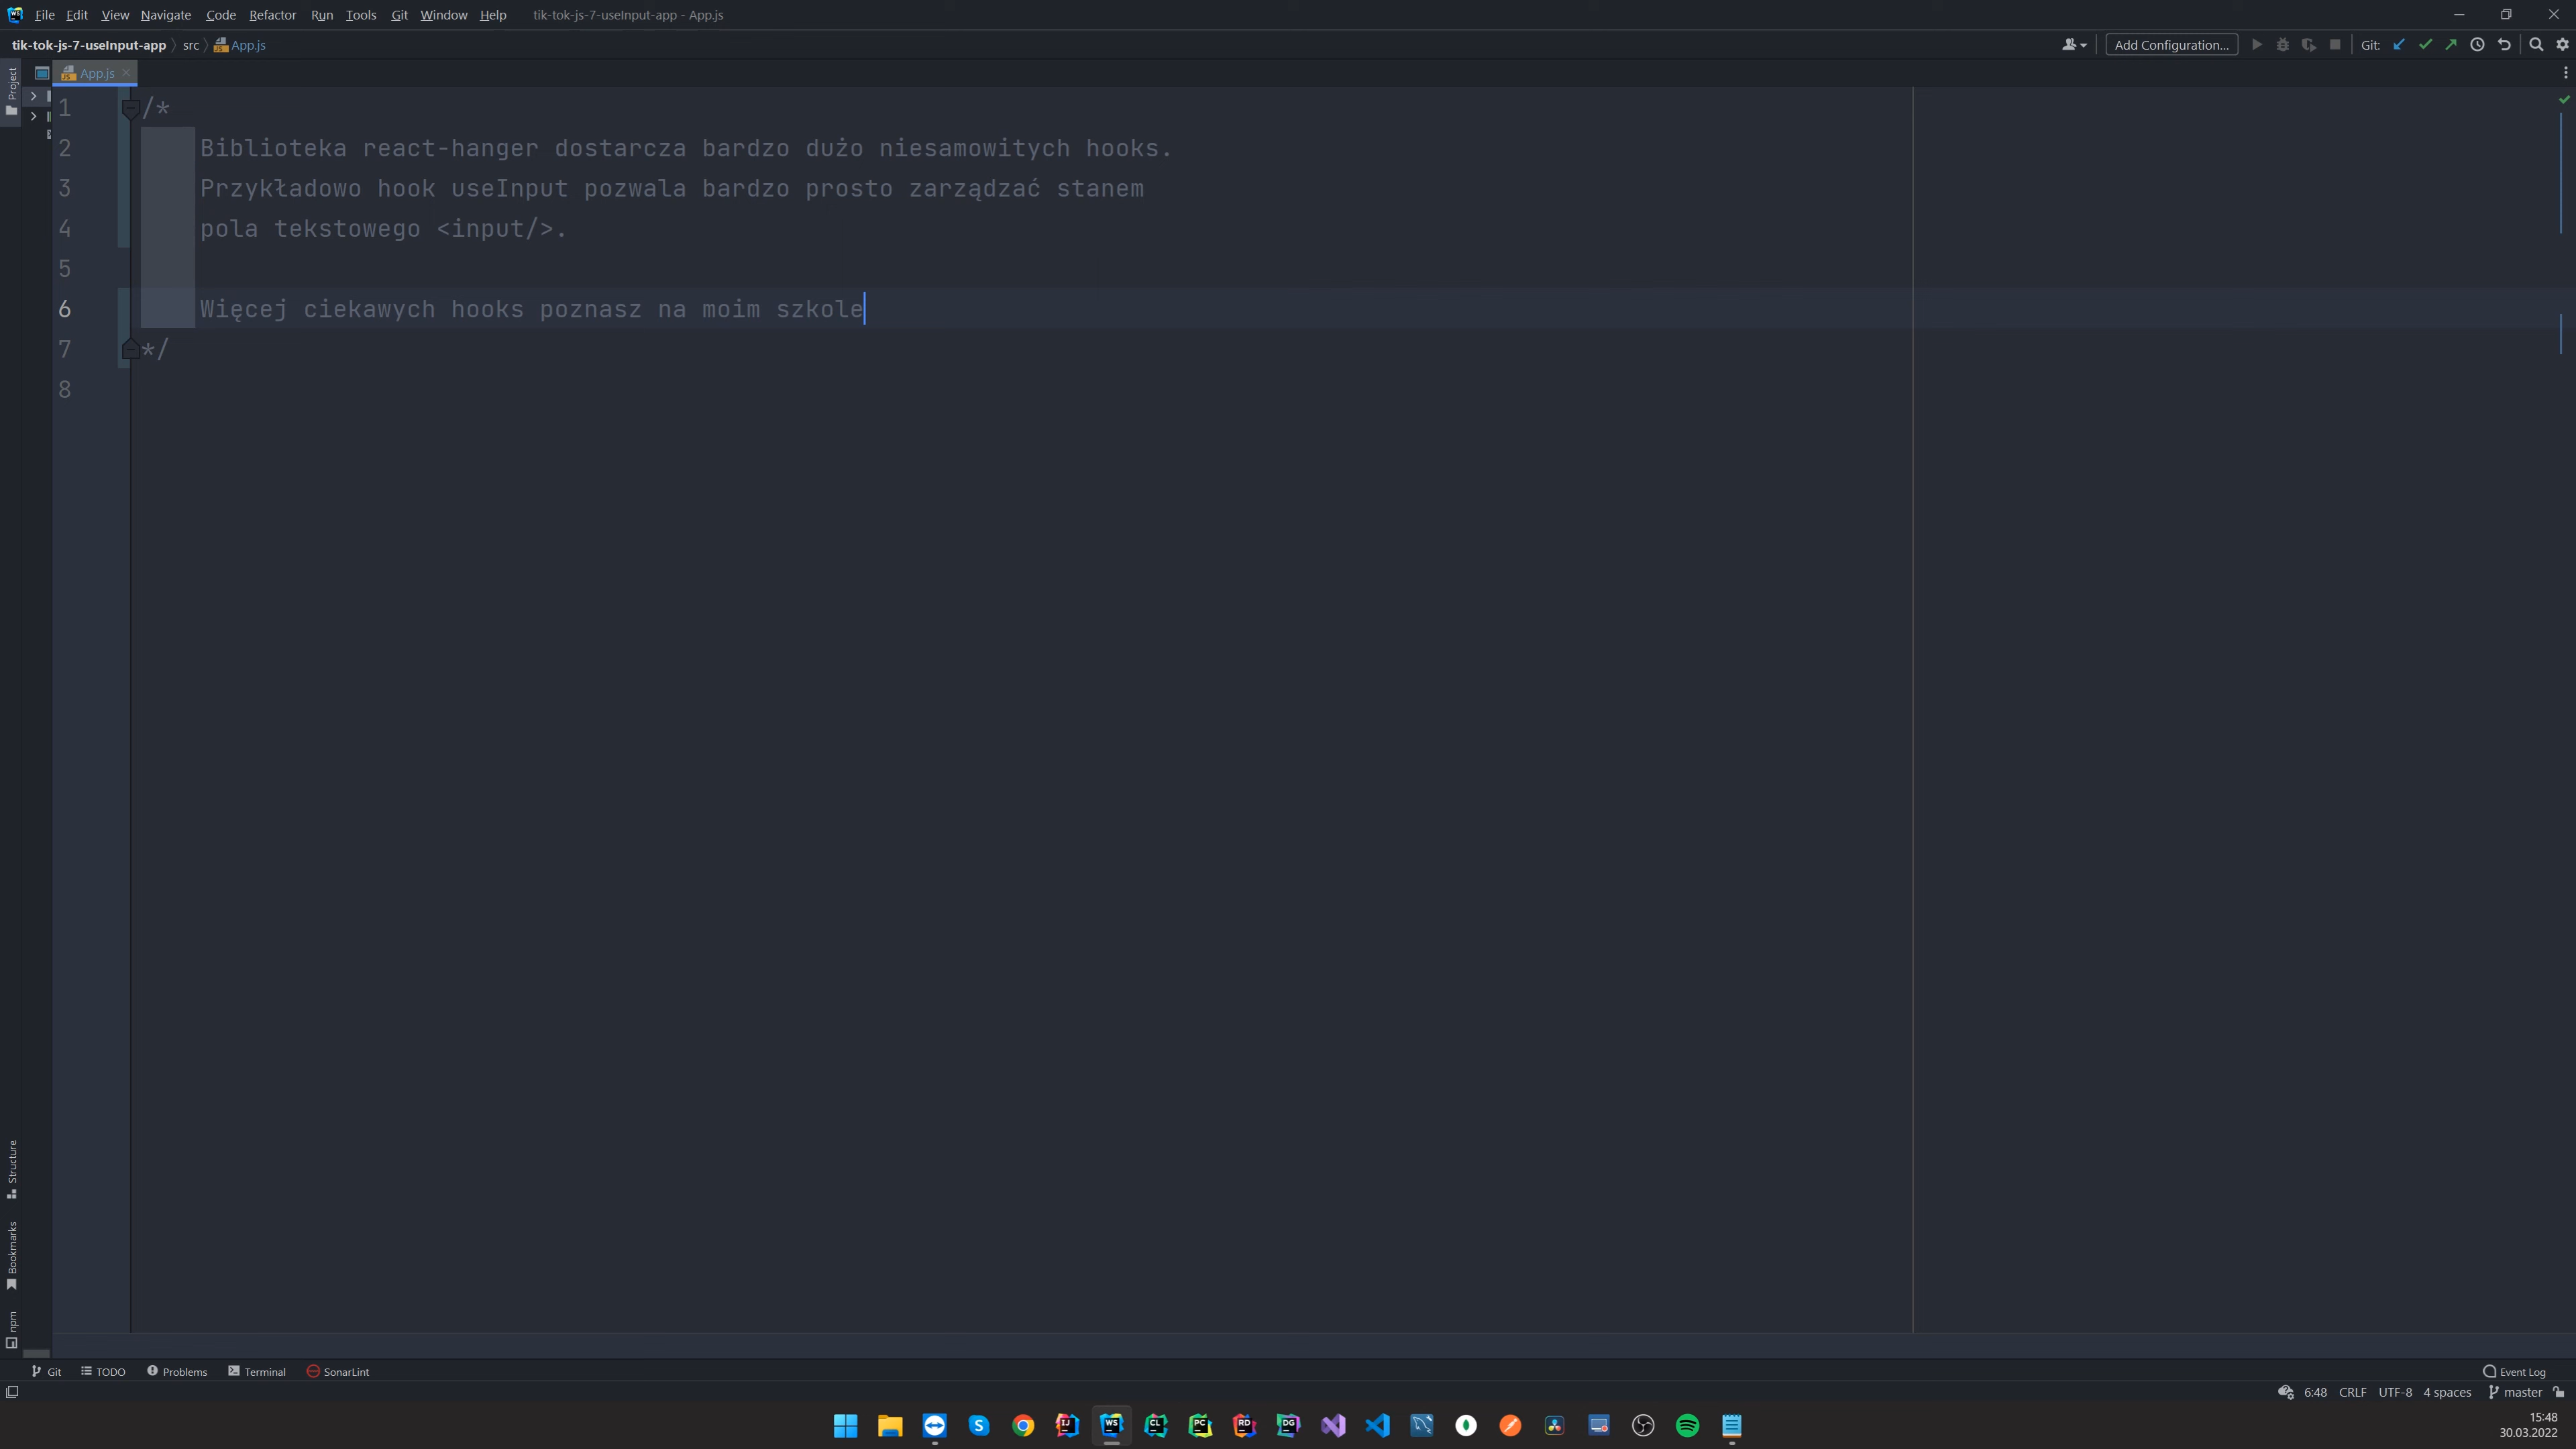 File Edit View Navigate Code Refactor Run Tools Git Window Help tik-tok-js-7-useInput-app - App.js
tik-tok-js-7-useInput-app src App.js Add Configuration... Git:
Project
App.js
1 /*
2 Biblioteka react-hanger dostarcza bardzo dużo niesamowitych hooks.
3 Przykładowo hook useInput pozwala bardzo prosto zarządzać stanem
4 pola tekstowego <input/>.
5
6 Więcej ciekawych hooks poznasz na moim szkole
7 */
8
Structure
Bookmarks
npm
Git TODO Problems Terminal SonarLint Event Log
6:48 CRLF UTF-8 4 spaces master
15:48
30.03.2022